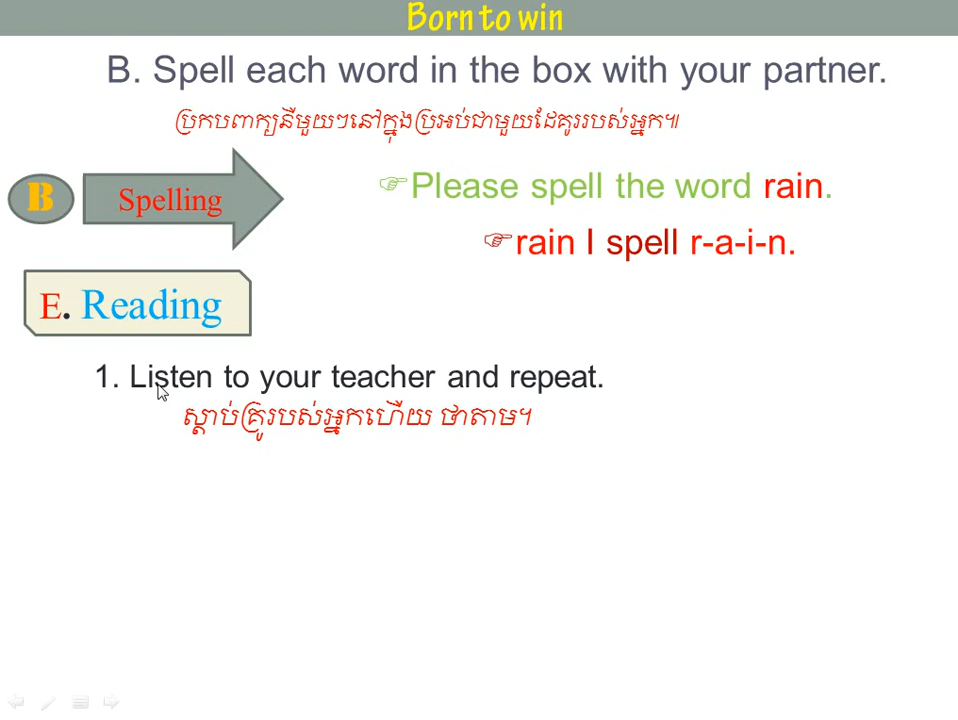 Born to win
B. Spell each word in the box with your partner.
ប្រកបពាក្យនីមួយៗនៅក្នុងប្រអប់ជាមួយដៃគូររបស់អ្នក៕
B
Spelling
☞Please spell the word rain.
☞rain I spell r-a-i-n.
E. Reading
1. Listen to your teacher and repeat.
ស្តាប់គ្រូរបស់អ្នកហើយ ថាតាម។